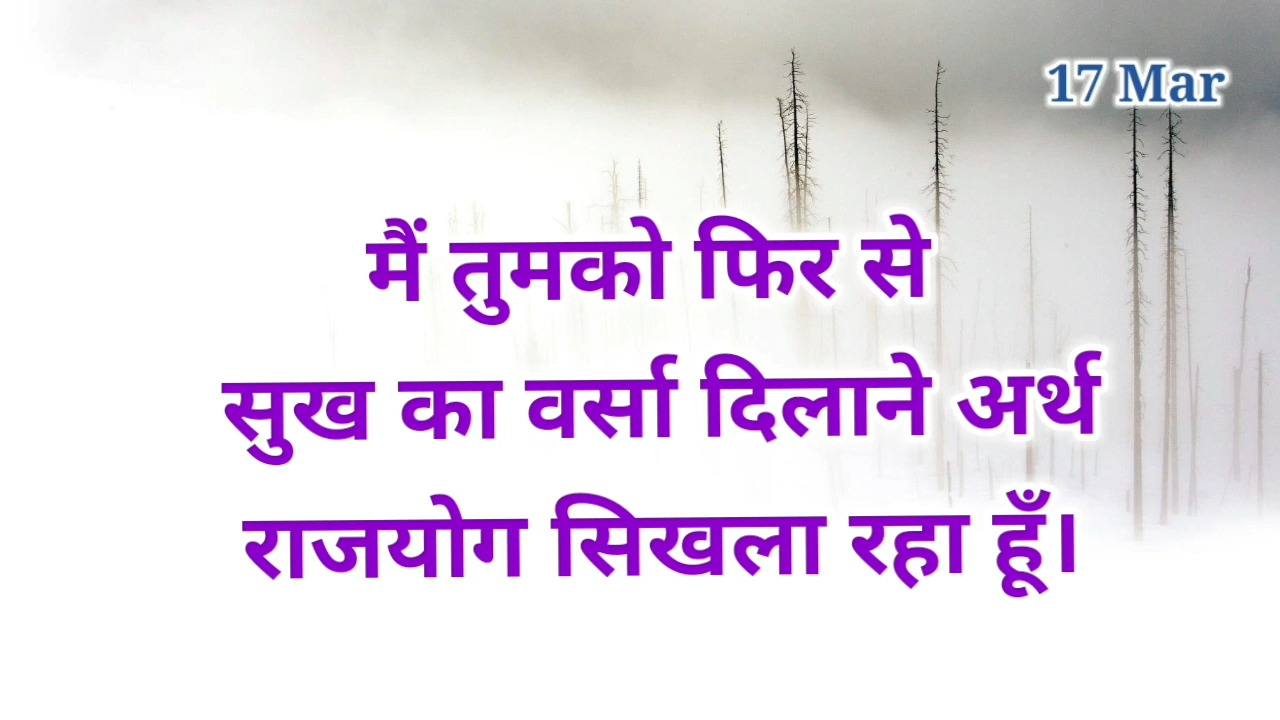 17 Mar
मैं तुमको फिर से
सुख का वर्सा दिलाने अर्थ
राजयोग सिखला रहा हूँ।